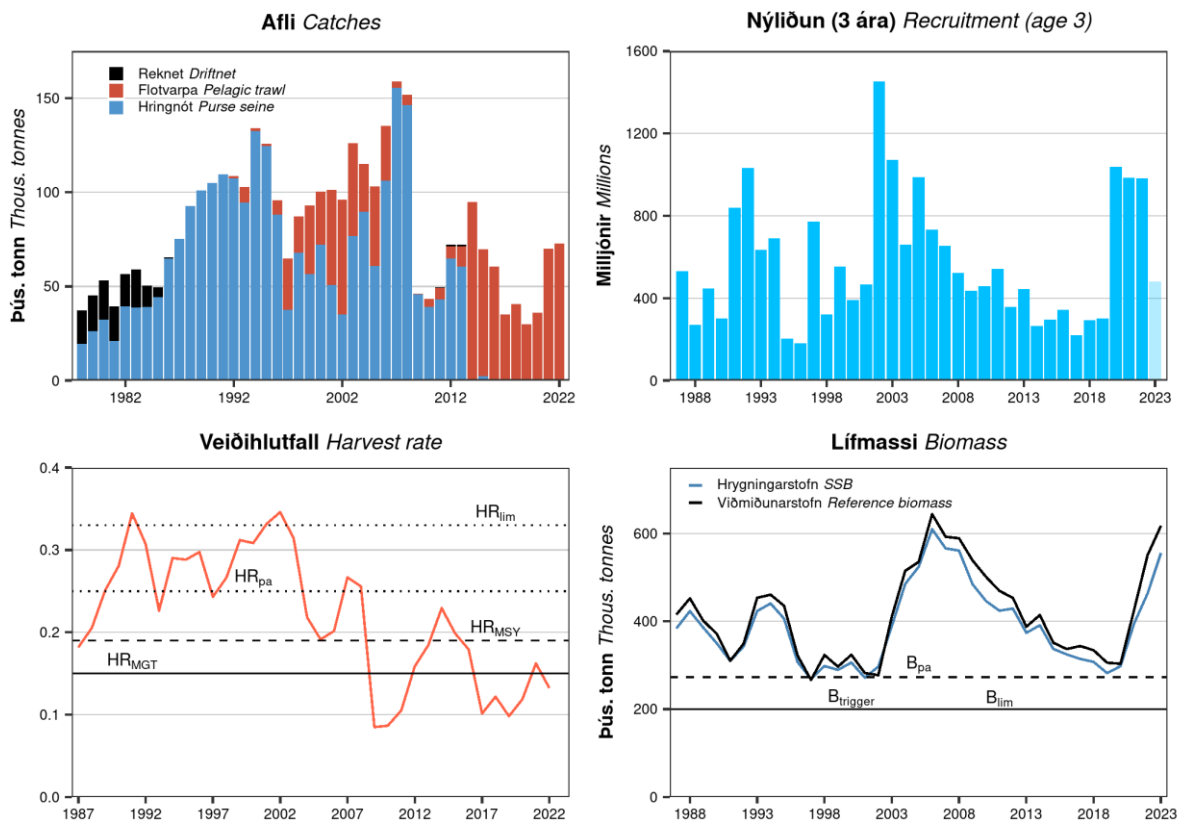 Afli Catches
Þús. tonn Thous. tonnes
150
100
50
0
Reknet Driftnet
Flotvarpa Pelagic trawl
Hringnót Purse seine
1982 1992 2002 2012 2022
Nýliðun (3 ára) Recruitment (age 3)
Milljónir Millions
1600
1200
800
400
0
1988 1993 1998 2003 2008 2013 2018 2023
Veiðihlutfall Harvest rate
0.4
0.3
0.2
0.1
0.0
HRlim
HRpa
HRMSY
HRMGT
1987 1992 1997 2002 2007 2012 2017 2022
Lífmassi Biomass
Þús. tonn Thous. tonnes
600
400
200
0
Hrygningarstofn SSB
Viðmiðunarstofn Reference biomass
Bpa
Btrigger
Blim
1988 1993 1998 2003 2008 2013 2018 2023